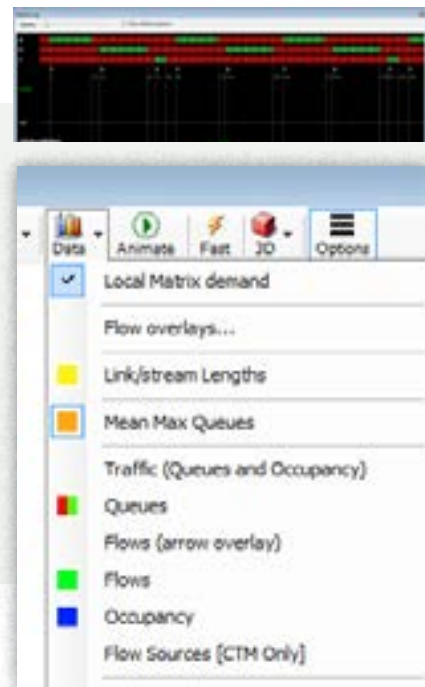 Data
Animate
Fast
3D
Options
Local Matrix demand
Flow overlays...
Link/stream Lengths
Mean Max Queues
Traffic (Queues and Occupancy)
Queues
Flows (arrow overlay)
Flows
Occupancy
Flow Sources [CTM Only]